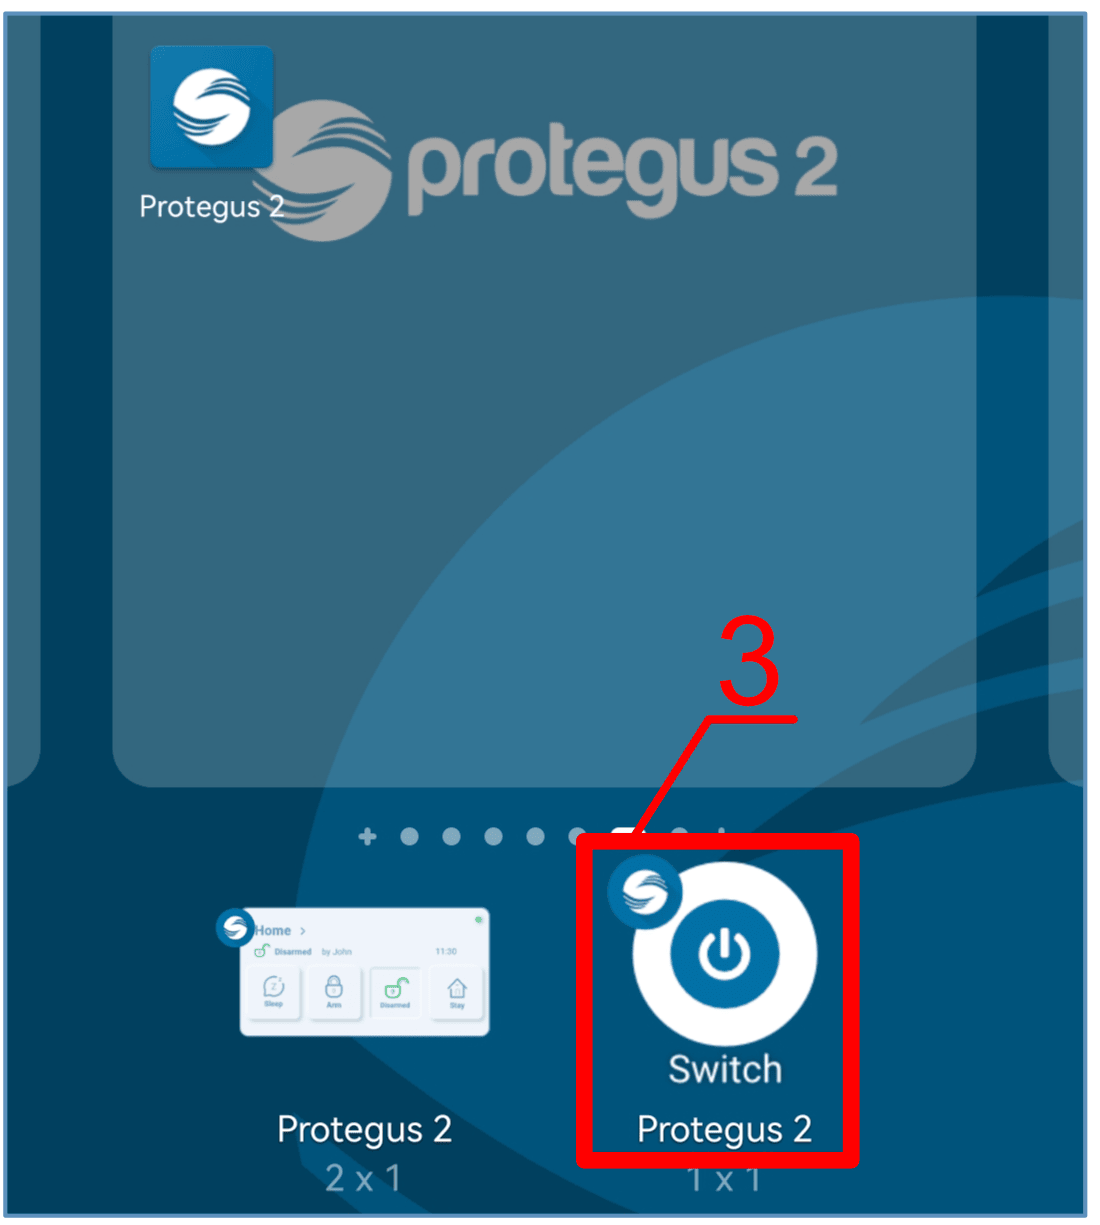 Protegus 2
protegus 2
3
Home >
Disarmed by John 11:30
Sleep Arm Disarmed Stay
Switch
Protegus 2
Protegus 2
2 x 1
1 x 1